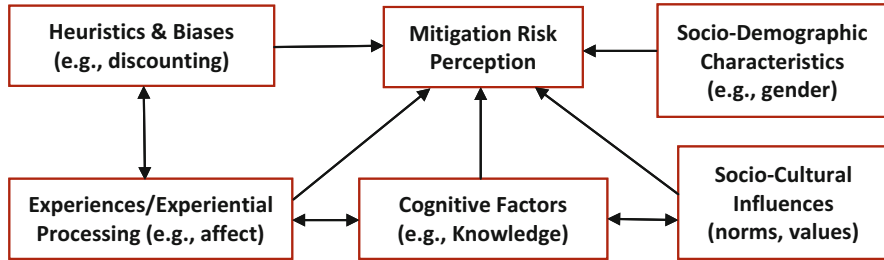 Heuristics & Biases
(e.g., discounting)
Mitigation Risk
Perception
Socio-Demographic
Characteristics
(e.g., gender)
Experiences/Experiential
Processing (e.g., affect)
Cognitive Factors
(e.g., Knowledge)
Socio-Cultural
Influences
(norms, values)